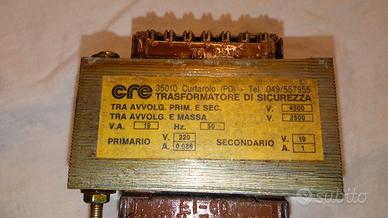 cre 35010 Curtarolo (PD) - Tel. 049/557955
TRASFORMATORE DI SICUREZZA
TRA AVVOLG. PRIM. E SEC. V. 4500
TRA AVVOLG. E MASSA V. 2500
V.A. 19 Hz. 50
PRIMARIO V. 220 SECONDARIO V. 19
A. 0.086 A. 1
subito